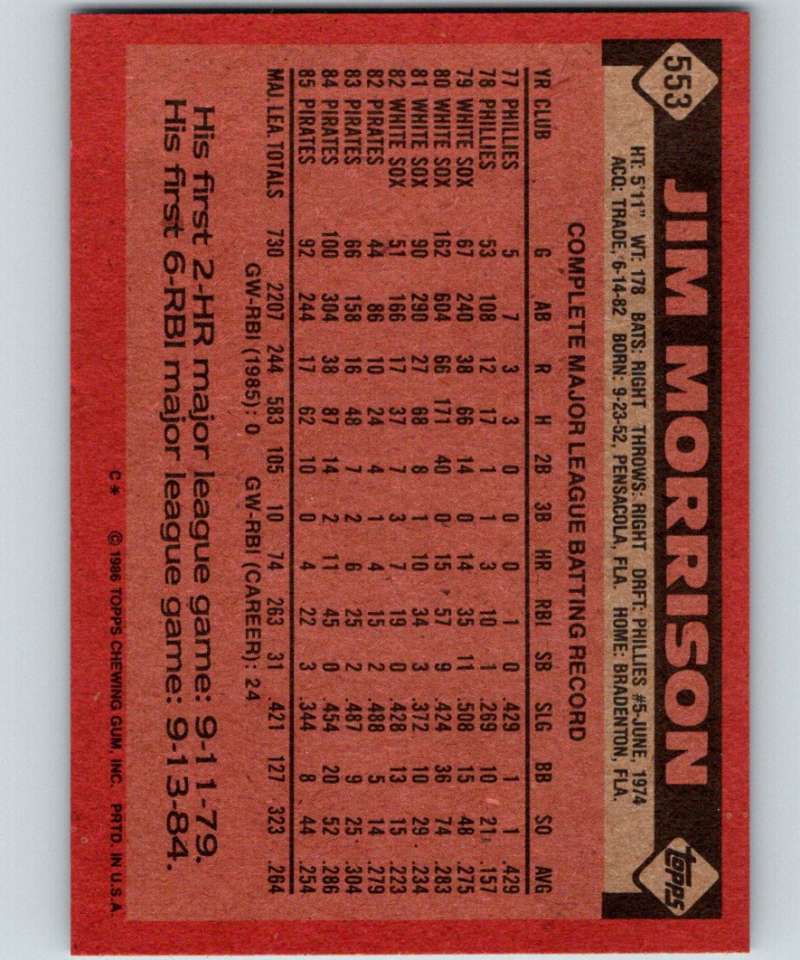 553
JIM MORRISON
topps
HT: 5'11" WT: 178 BATS: RIGHT THROWS: RIGHT DRFT: PHILLIES #5-JUNE, 1974
ACQ: TRADE, 6-14-82 BORN: 9-23-52, PENSACOLA, FLA. HOME: BRADENTON, FLA.
COMPLETE MAJOR LEAGUE BATTING RECORD
YR CLUB G AB R H 2B 3B HR RBI SB SLG BB SO AVG
77 PHILLIES 5 7 3 3 0 0 0 1 0 .429 1 1 .429
78 PHILLIES 53 108 12 17 1 1 3 10 1 .269 10 21 .157
79 WHITE SOX 67 240 38 66 14 0 14 35 11 .508 15 48 .275
80 WHITE SOX 162 604 66 171 40 0 15 57 9 .424 36 74 .283
81 WHITE SOX 90 290 27 68 8 1 10 34 3 .372 10 29 .234
82 WHITE SOX 51 166 17 37 7 3 7 19 0 .428 13 15 .223
82 PIRATES 44 86 10 24 4 1 4 15 2 .488 5 14 .279
83 PIRATES 66 158 16 48 7 2 6 25 2 .487 9 25 .304
84 PIRATES 100 304 38 87 14 2 11 45 0 .454 20 52 .286
85 PIRATES 92 244 17 62 10 0 4 22 3 .344 8 44 .254
MAJ. LEA. TOTALS 730 2207 244 583 105 10 74 263 31 .421 127 323 .264
GW-RBI (1985): 0 GW-RBI (CAREER): 24
His first 2-HR major league game: 9-11-79.
His first 6-RBI major league game: 9-13-84.
C* © 1986 TOPPS CHEWING GUM, INC. PRTD. IN U.S.A.